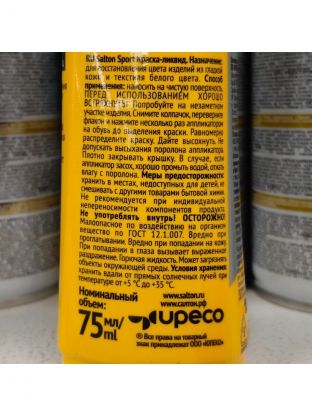 RU Salton Sport Краска-ликвид. Назначение:
для восстановления цвета изделий из гладкой
кожи и текстиля белого цвета. Способ
применения: наносить на чистую поверхность.
ПЕРЕД ИСПОЛЬЗОВАНИЕМ ХОРОШО
ВСТРЯХНУТЬ! Попробуйте на незаметном
участке изделия. Снимите колпачок, переверните
флакон и нажмите несколько раз аппликатором
на обувь до выделения краски. Равномерно
распределите краску. Дайте высохнуть. Не
допускать высыхания поролона аппликатора.
Плотно закрывать крышку. В случае, если
аппликатор засох, хорошо промыть водой, отжать
влагу с поролона. Меры предосторожности:
хранить в местах, недоступных для детей, не
смешивать с другими товарами бытовой химии.
Не рекомендуется при индивидуальной
непереносимости компонентов продукта.
Не употреблять внутрь! ОСТОРОЖНО!
Малоопасное по воздействию на организм
вещество по ГОСТ 12.1.007. Вредно при
проглатывании. Вредно при попадании на кожу.
При попадании в глаза вызывает выраженное
раздражение. Горючая жидкость. Может загрязнять
объекты окружающей среды. Условия хранения:
хранить вдали от прямых солнечных лучей при
температуре от +5 °C до +35 °C.
Номинальный
объем:
75 мл/
ml
www.salton.ru
www.салтон.рф
upeco
® Все права на товарный
знак принадлежат ООО «ЮПЕКО»